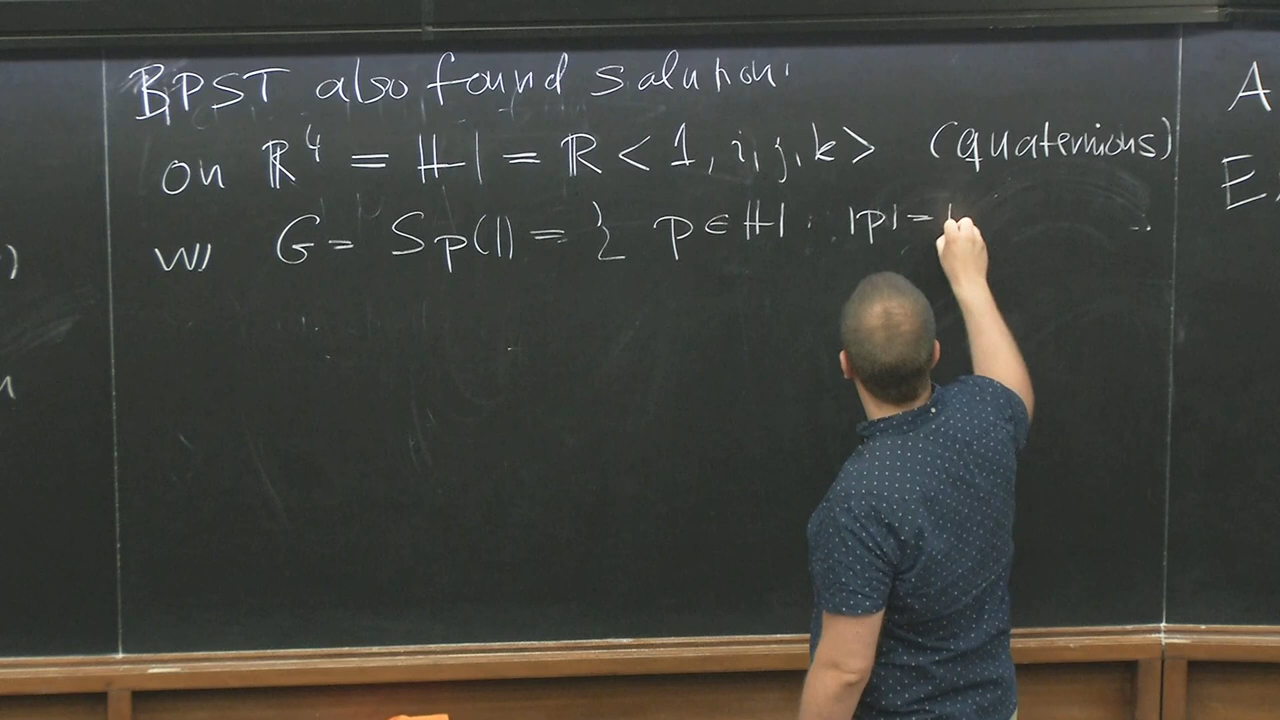 BPST also found solution:
on ℝ⁴ = ℍ = ℝ < 1, i, j, k > (quaternions)
w/ G = Sp(1) = { p ∈ ℍ : |p| = 1
A
E